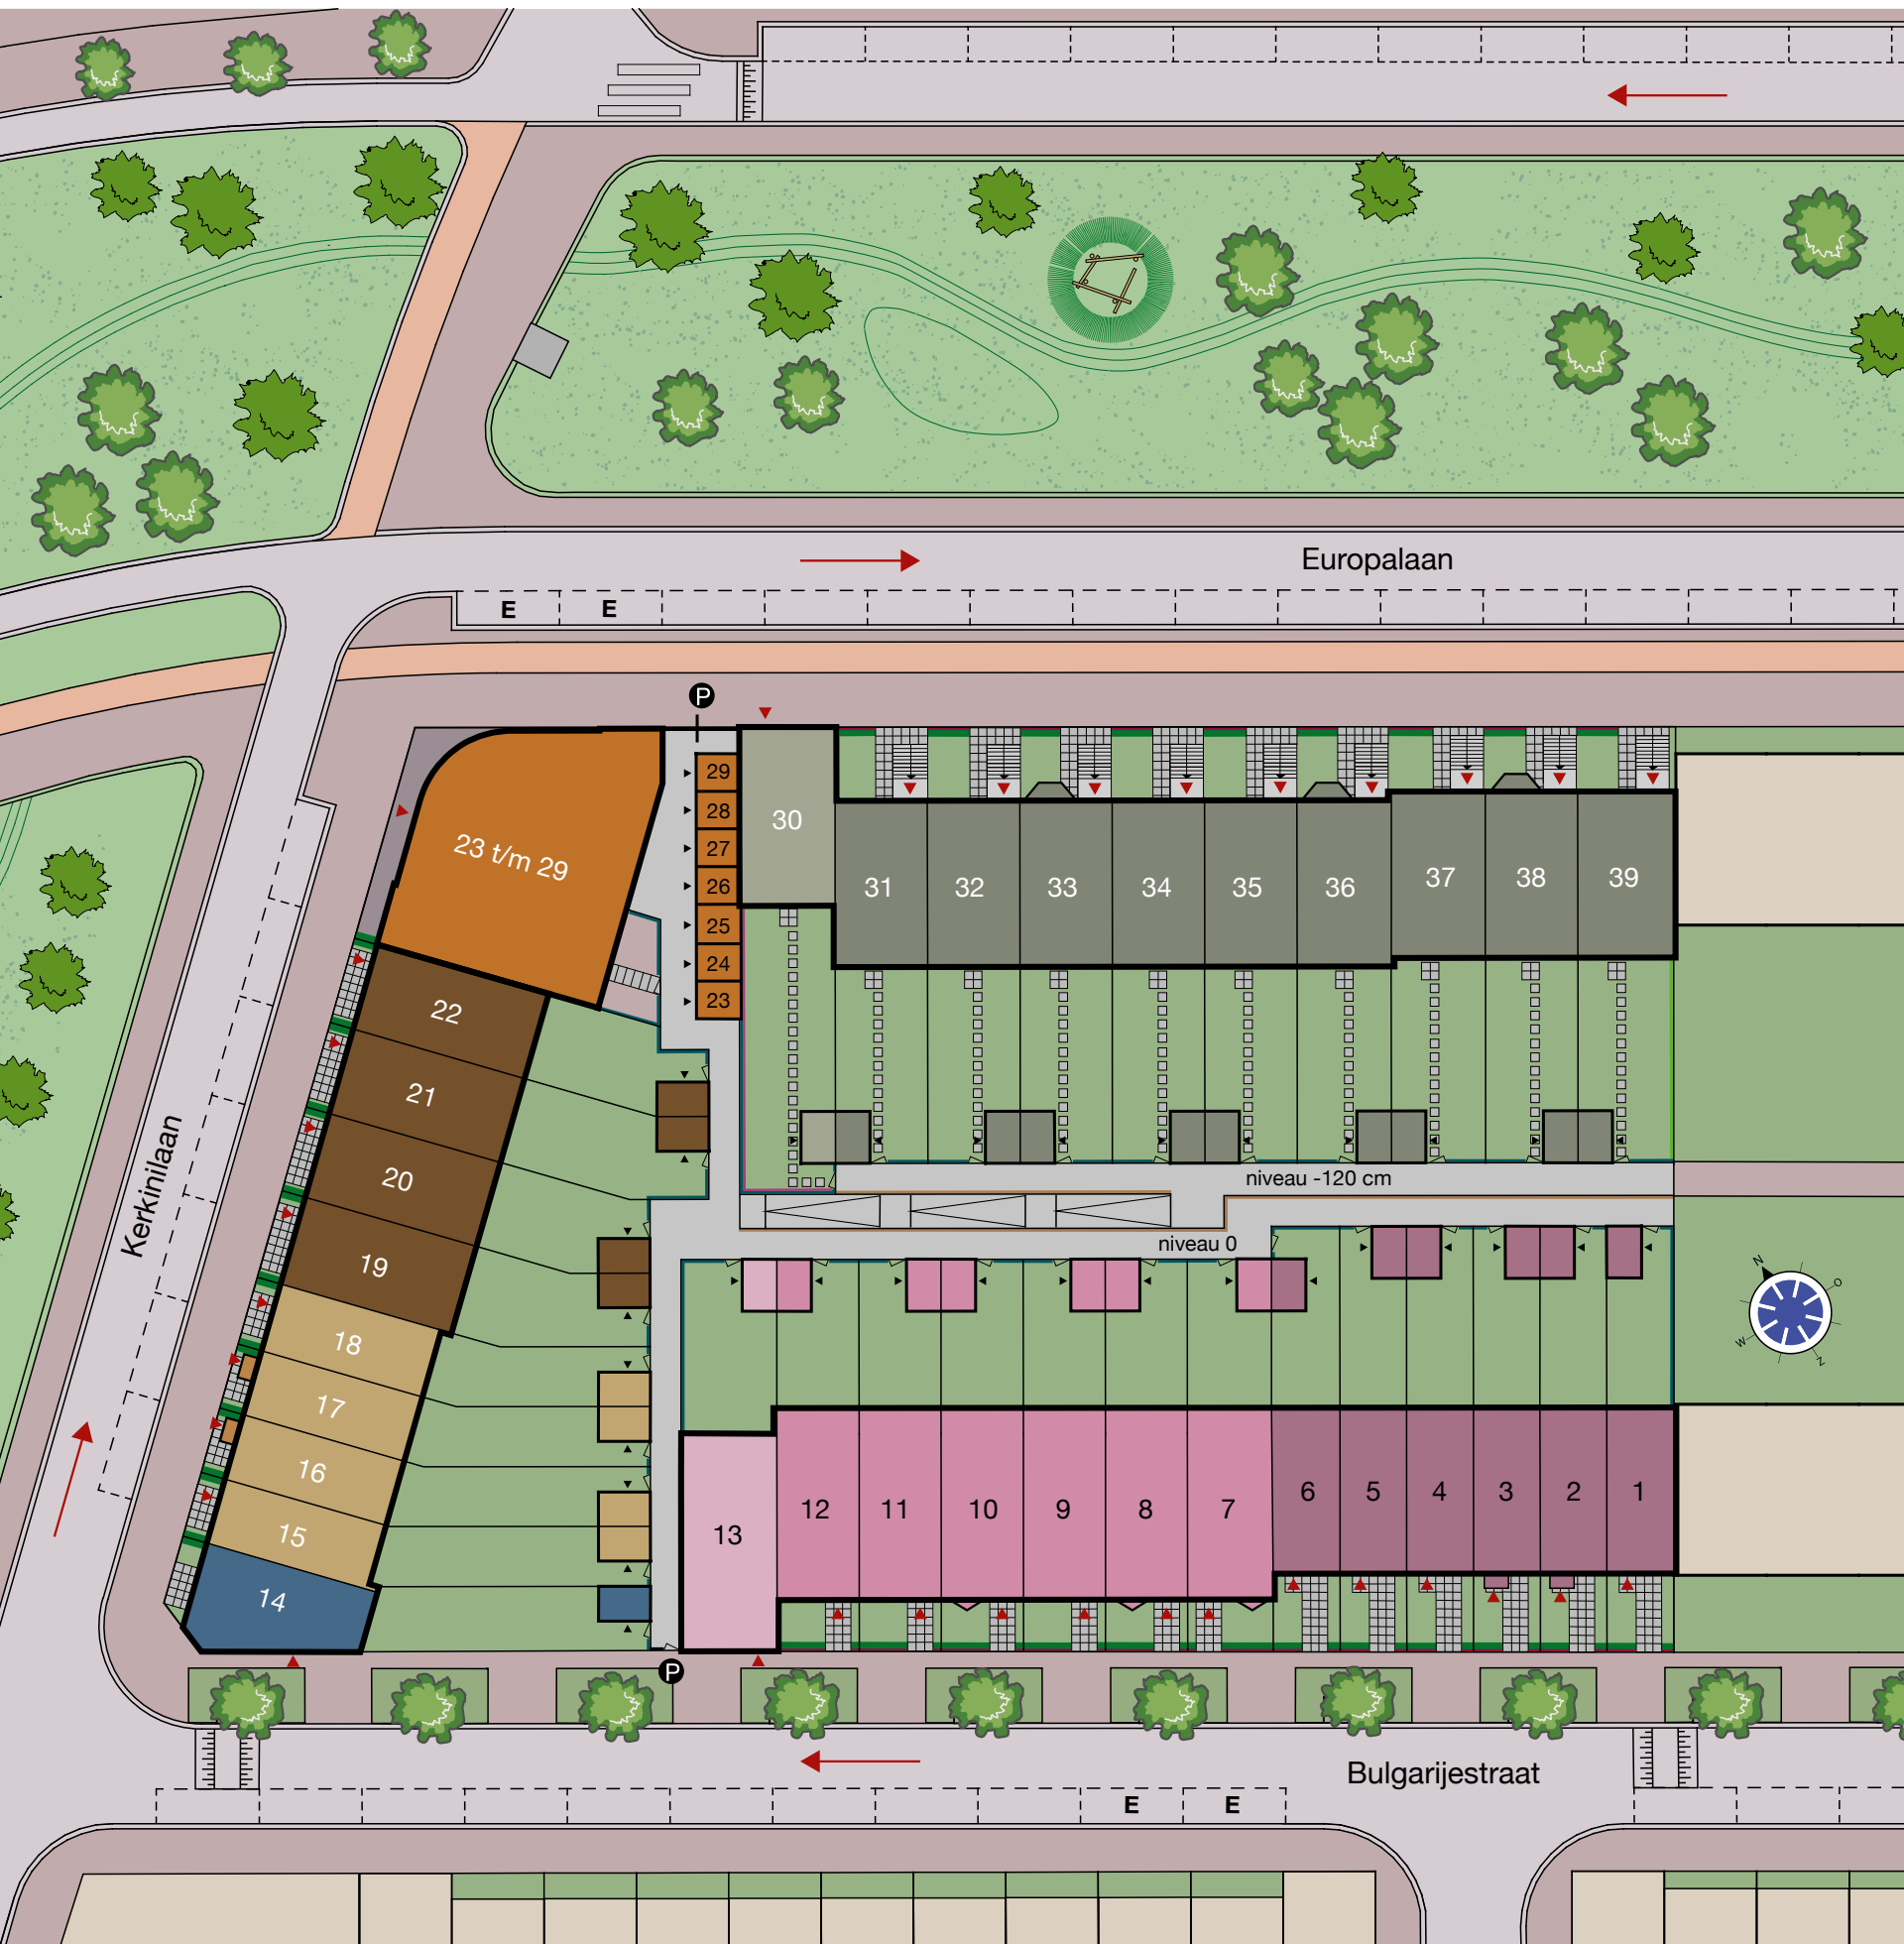 Europalaan
E E
P
29
28
27
26
25
24
23
23 t/m 29
30
31 32 33 34 35 36 37 38 39
22
21
20
19
18
17
16
15
14
Kerkinilaan
niveau -120 cm
niveau 0
N
O
W
Z
13 12 11 10 9 8 7 6 5 4 3 2 1
P
Bulgarijestraat
E E